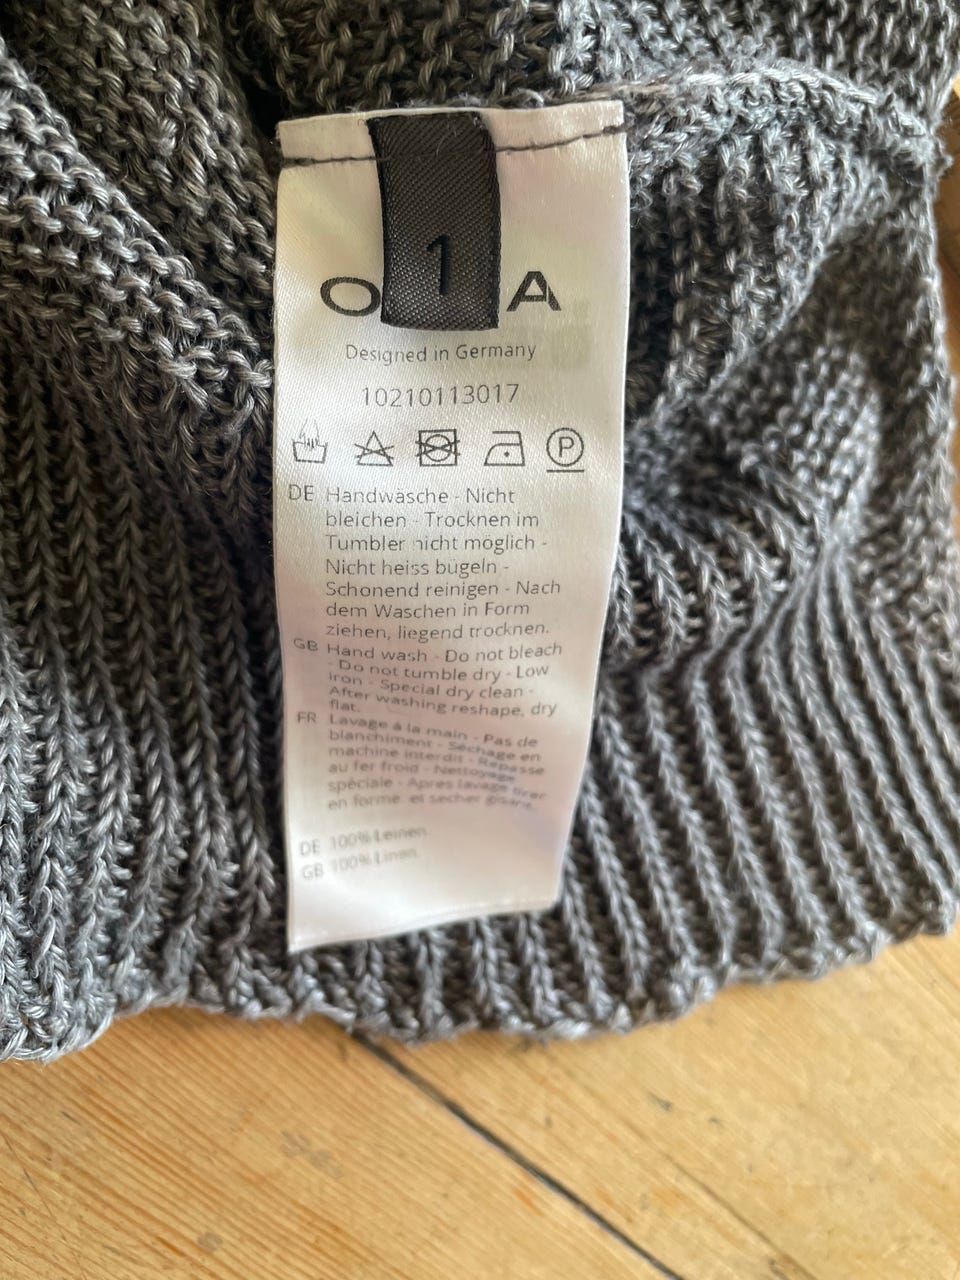 1
O A
Designed in Germany
10210113017
P
DE Handwäsche - Nicht
bleichen - Trocknen im
Tumbler nicht möglich -
Nicht heiss bügeln -
Schonend reinigen - Nach
dem Waschen in Form
ziehen, liegend trocknen.
GB Hand wash - Do not bleach
- Do not tumble dry - Low
iron - Special dry clean -
After washing reshape, dry
flat.
FR Lavage à la main - Pas de
blanchiment - Séchage en
machine interdit - Repasse
au fer froid - Nettoyage
spéciale - Apres lavage tirer
en forme. et secher
DE 100% Leinen.
GB 100% Linen.